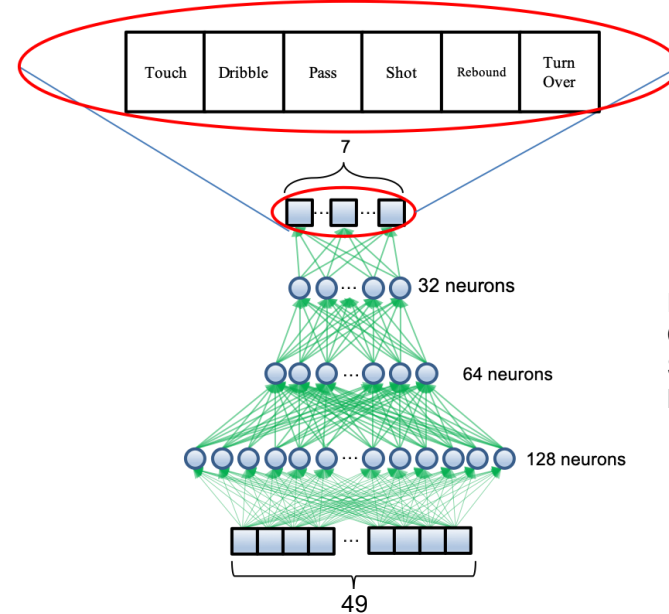 Touch Dribble Pass Shot Rebound Turn
Over
7
... ...
... 32 neurons
... 64 neurons
... 128 neurons
...
49